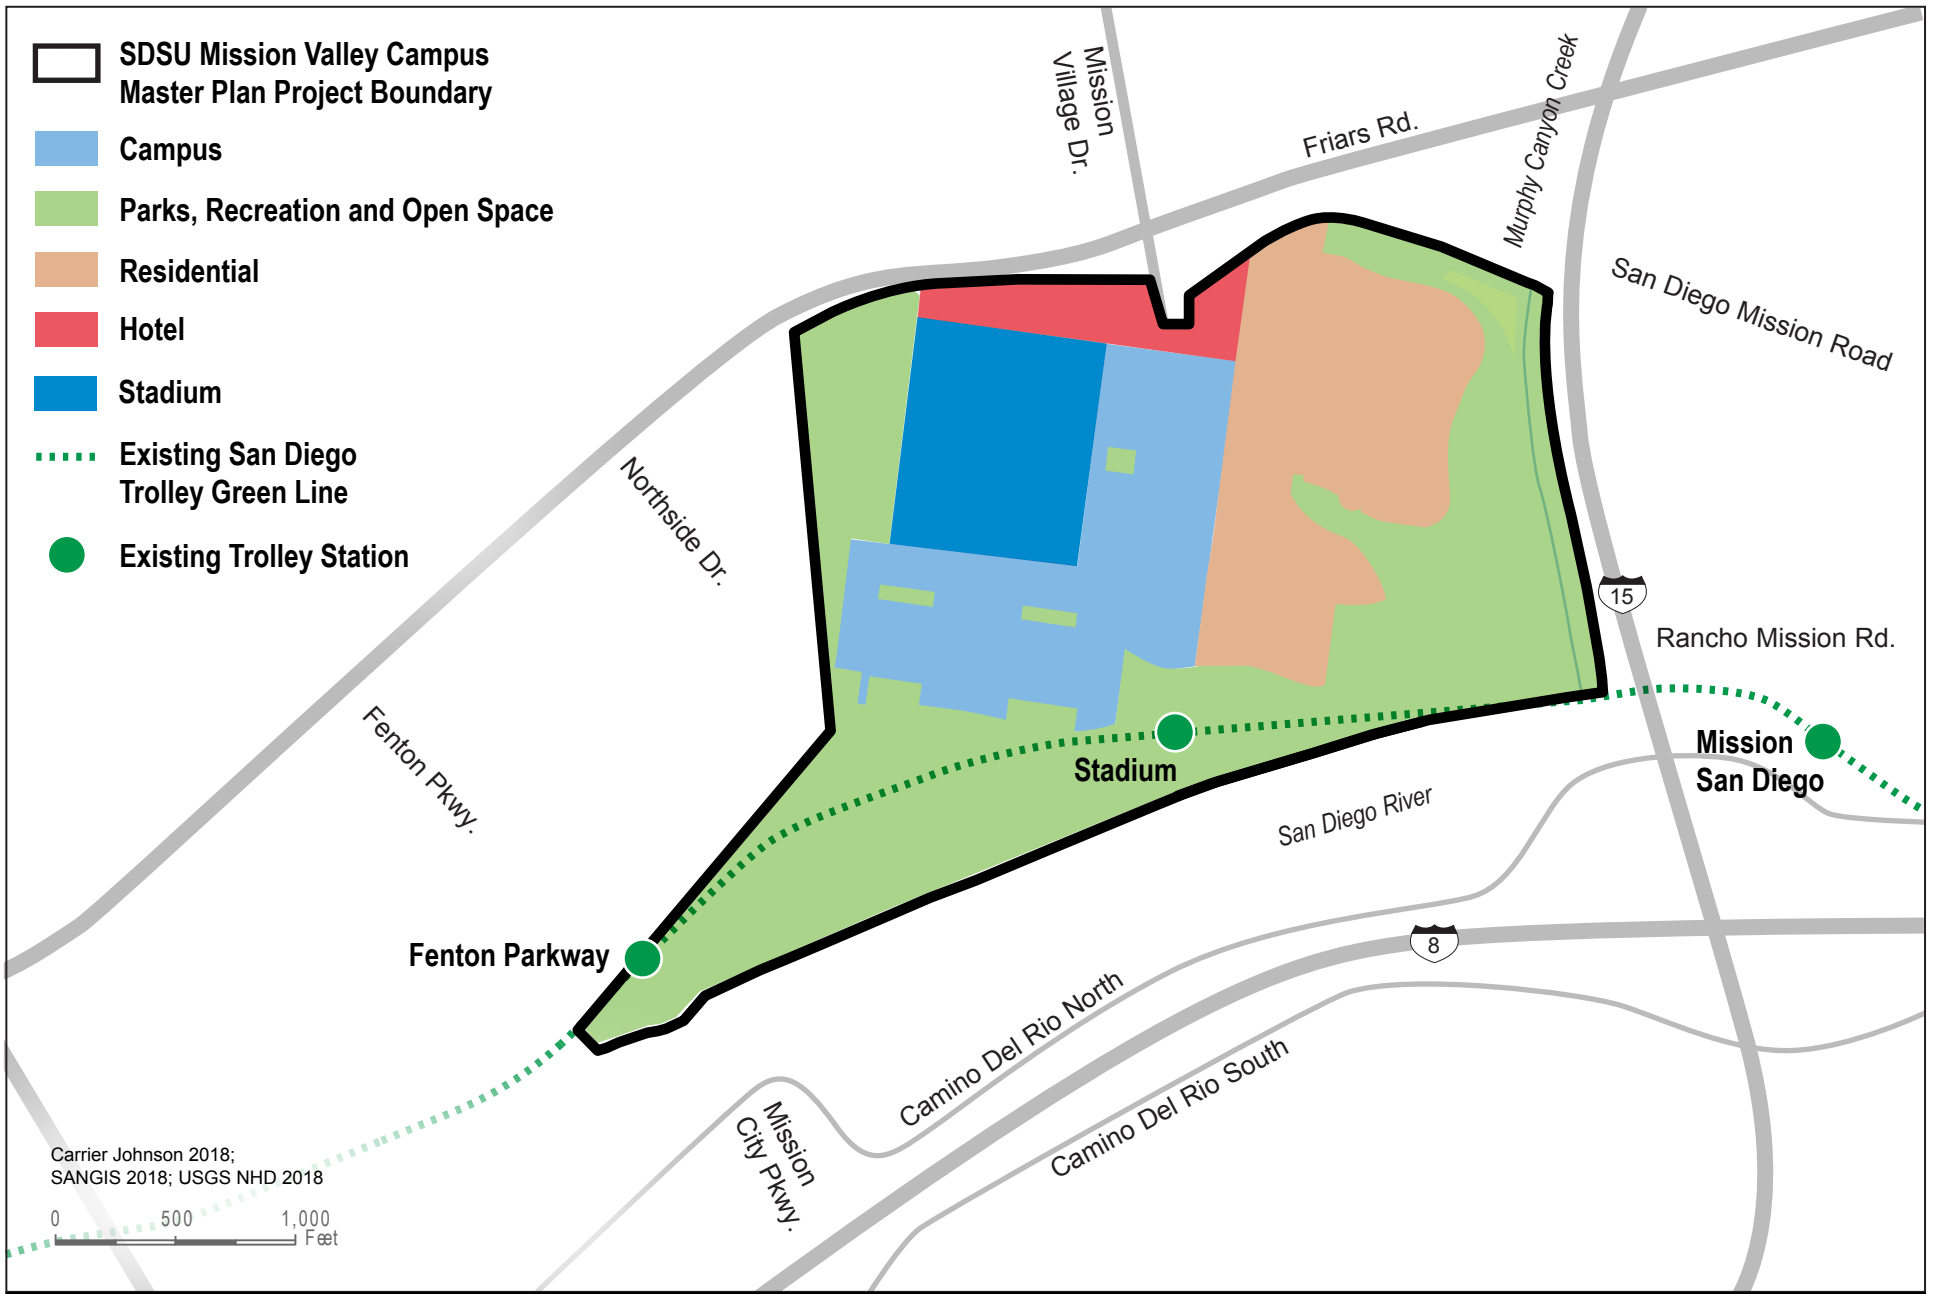 SDSU Mission Valley Campus
Master Plan Project Boundary
Campus
Parks, Recreation and Open Space
Residential
Hotel
Stadium
Existing San Diego
Trolley Green Line
Existing Trolley Station
Mission
Village Dr.
Friars Rd.
Murphy Canyon Creek
San Diego Mission Road
Northside Dr.
15
Rancho Mission Rd.
Fenton Pkwy.
Stadium
Mission
San Diego
San Diego River
Fenton Parkway
8
Camino Del Rio North
Camino Del Rio South
Mission
City Pkwy.
Carrier Johnson 2018;
SANGIS 2018; USGS NHD 2018
0 500 1,000
Feet